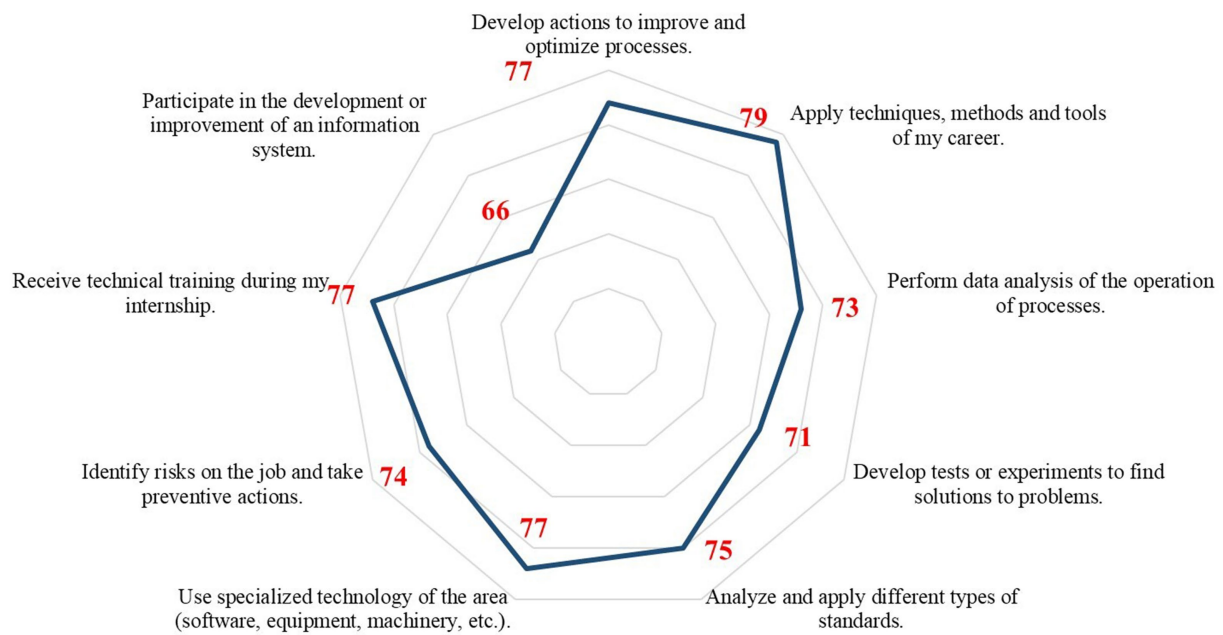 Develop actions to improve and
optimize processes.
77
79
Apply techniques, methods and tools
of my career.
Participate in the development or
improvement of an information
system.
66
Receive technical training during my
internship.
77
Perform data analysis of the operation
of processes.
73
71
Develop tests or experiments to find
solutions to problems.
Identify risks on the job and take
preventive actions.
74
77
75
Use specialized technology of the area
(software, equipment, machinery, etc.).
Analyze and apply different types of
standards.